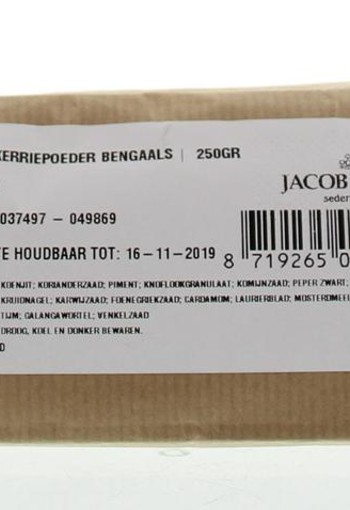 KERRIEPOEDER BENGAALS | 250GR
JACOB
037497 – 049869
TE HOUDBAAR TOT: 16–11–2019
8 719265 0
KOENJIT; KORIANDERZAAD; PIMENT; KNOFLOOKGRANULAAT; KOMIJNZAAD; PEPER ZWART;
KRUIDNAGEL; KARWIJZAAD; FOENEGRIEKZAAD; CARDAMOM; LAURIERBLAD; MOSTERDMEEL
TIJM; GALANGAWORTEL; VENKELZAAD
DROOG, KOEL EN DONKER BEWAREN.